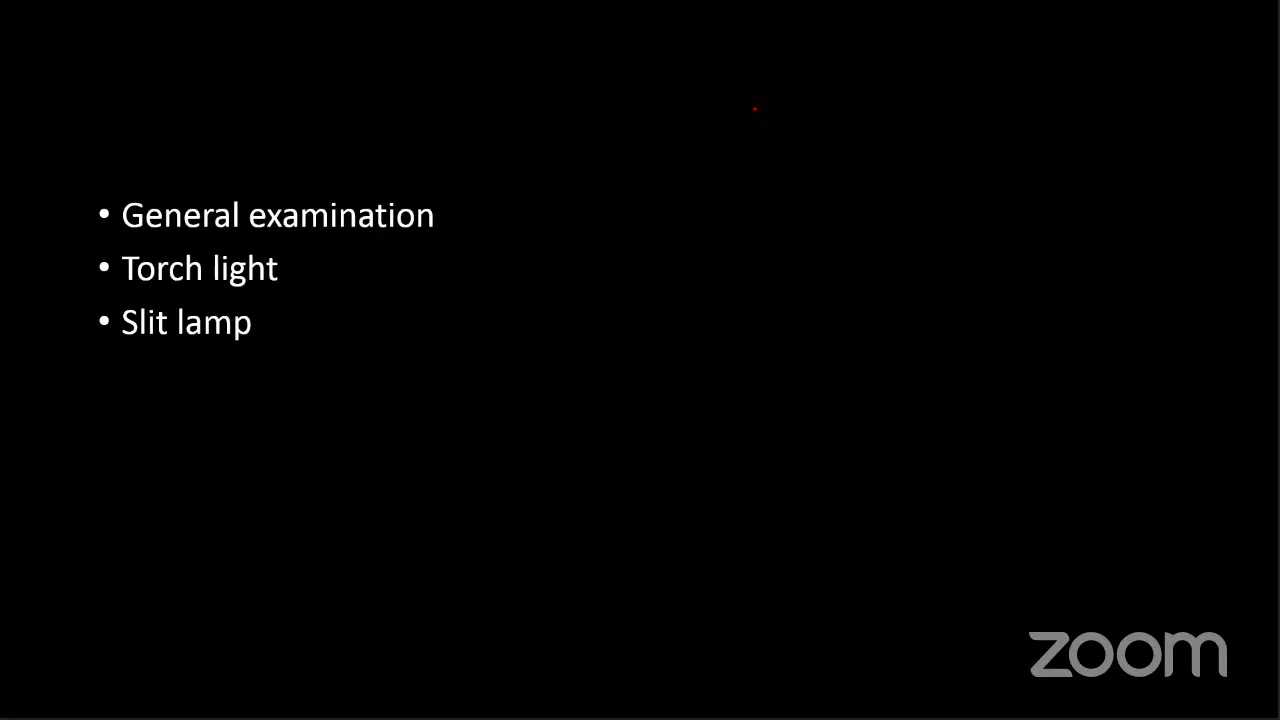 • General examination
• Torch light
• Slit lamp
zoom